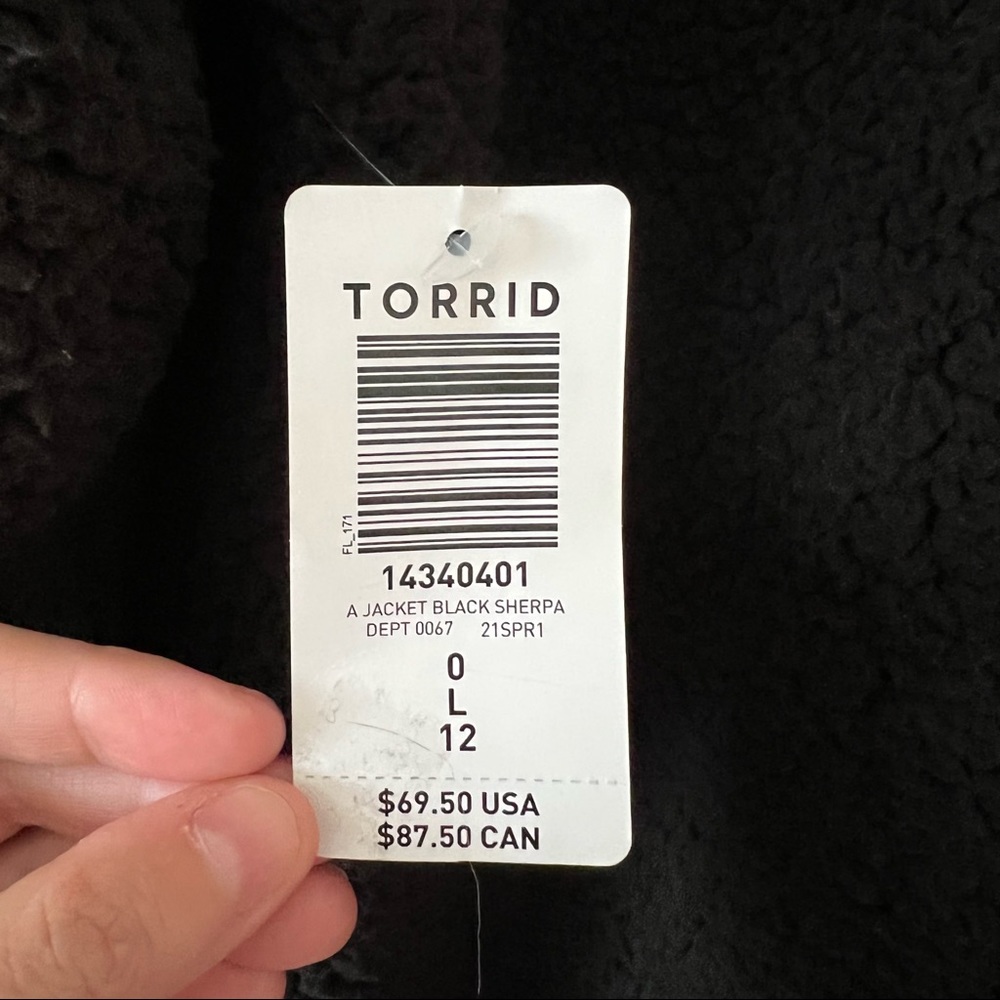 TORRID
FL_171
14340401
A JACKET BLACK SHERPA
DEPT 0067 21SPR1
0
L
12
$69.50 USA
$87.50 CAN